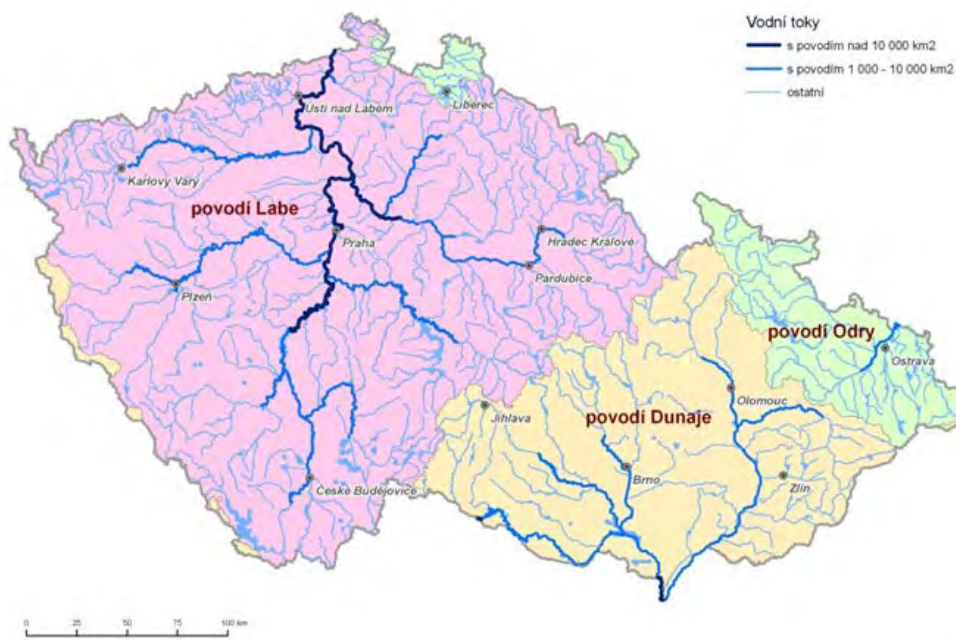 Vodní toky
s povodím nad 10 000 km2
s povodím 1 000 - 10 000 km2
ostatní
Ústí nad Labem
Liberec
Karlovy Vary
povodí Labe
Praha
Hradec Králové
Pardubice
Plzeň
povodí Odry
Ostrava
Olomouc
Jihlava
povodí Dunaje
Brno
Zlín
České Budějovice
0 25 50 75 100 km